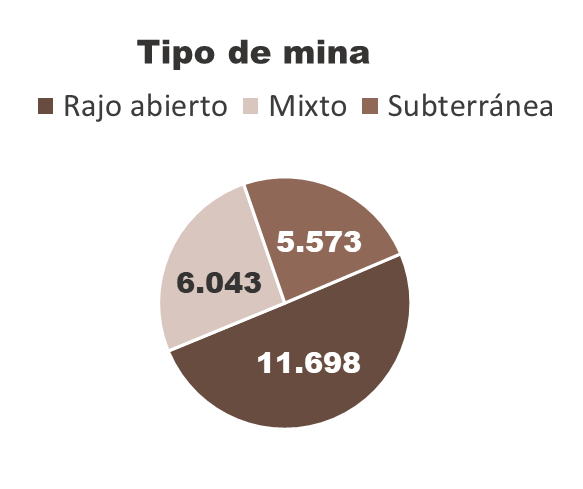 Tipo de mina
Rajo abierto Mixto Subterránea
5.573
6.043
11.698